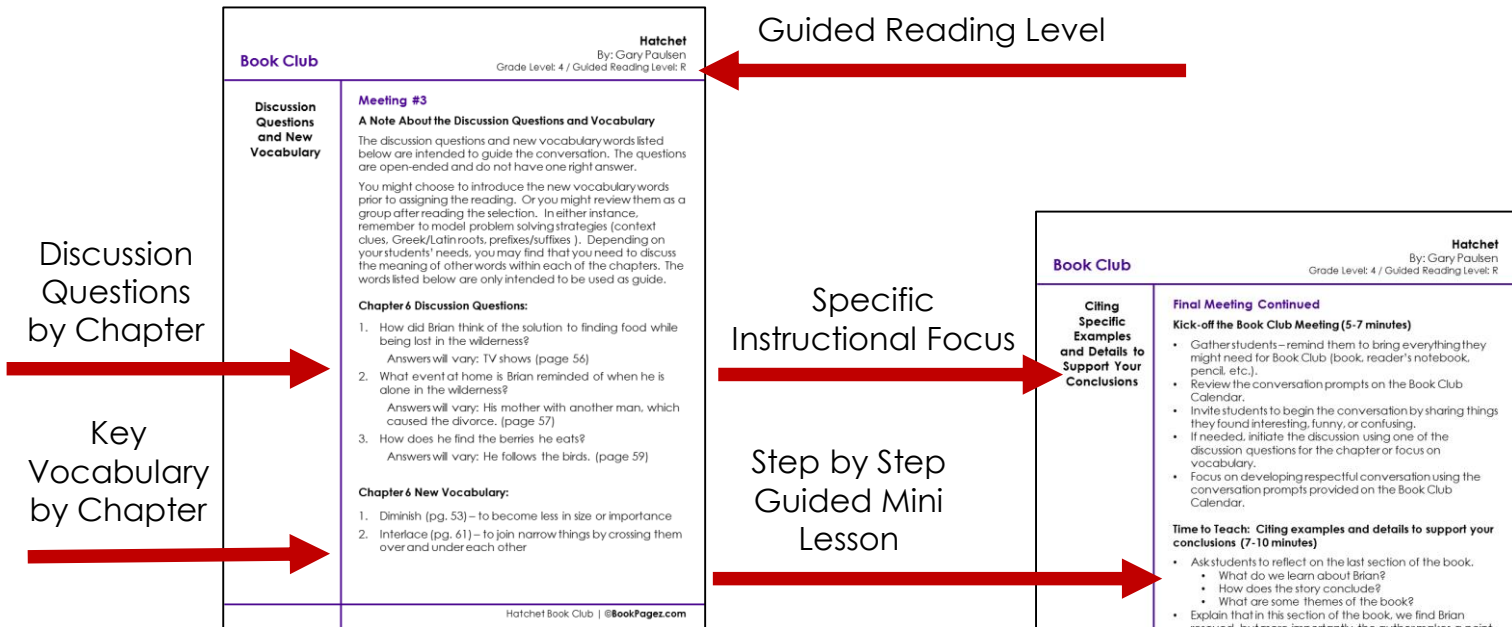 Guided Reading Level
Discussion
Questions
by Chapter
Key
Vocabulary
by Chapter
Book Club
Hatchet
By: Gary Paulsen
Grade Level: 4 / Guided Reading Level: R
Discussion
Questions
and New
Vocabulary
Meeting #3
A Note About the Discussion Questions and Vocabulary
The discussion questions and new vocabulary words listed
below are intended to guide the conversation. The questions
are open-ended and do not have one right answer.
You might choose to introduce the new vocabulary words
prior to assigning the reading. Or you might review them as a
group after reading the selection. In either instance,
remember to model problem solving strategies (context
clues, Greek/Latin roots, prefixes/suffixes ). Depending on
your students' needs, you may find that you need to discuss
the meaning of other words within each of the chapters. The
words listed below are only intended to be used as guide.
Chapter 6 Discussion Questions:
1. How did Brian think of the solution to finding food while
being lost in the wilderness?
Answers will vary: TV shows (page 56)
2. What event at home is Brian reminded of when he is
alone in the wilderness?
Answers will vary: His mother with another man, which
caused the divorce. (page 57)
3. How does he find the berries he eats?
Answers will vary: He follows the birds. (page 59)
Chapter 6 New Vocabulary:
1. Diminish (pg. 53) – to become less in size or importance
2. Interlace (pg. 61) – to join narrow things by crossing them
over and under each other
Hatchet Book Club | ©BookPagez.com
Specific
Instructional Focus
Step by Step
Guided Mini
Lesson
Book Club
Hatchet
By: Gary Paulsen
Grade Level: 4 / Guided Reading Level: R
Citing
Specific
Examples
and Details to
Support Your
Conclusions
Final Meeting Continued
Kick-off the Book Club Meeting (5-7 minutes)
• Gather students – remind them to bring everything they
might need for Book Club (book, reader's notebook,
pencil, etc.).
• Review the conversation prompts on the Book Club
Calendar.
• Invite students to begin the conversation by sharing things
they found interesting, funny, or confusing.
• If needed, initiate the discussion using one of the
discussion questions for the chapter or focus on
vocabulary.
• Focus on developing respectful conversation using the
conversation prompts provided on the Book Club
Calendar.
Time to Teach: Citing examples and details to support your
conclusions (7-10 minutes)
• Ask students to reflect on the last section of the book.
• What do we learn about Brian?
• How does the story conclude?
• What are some themes of the book?
• Explain that in this section of the book, we find Brian
rescued, but more importantly, the author makes a point